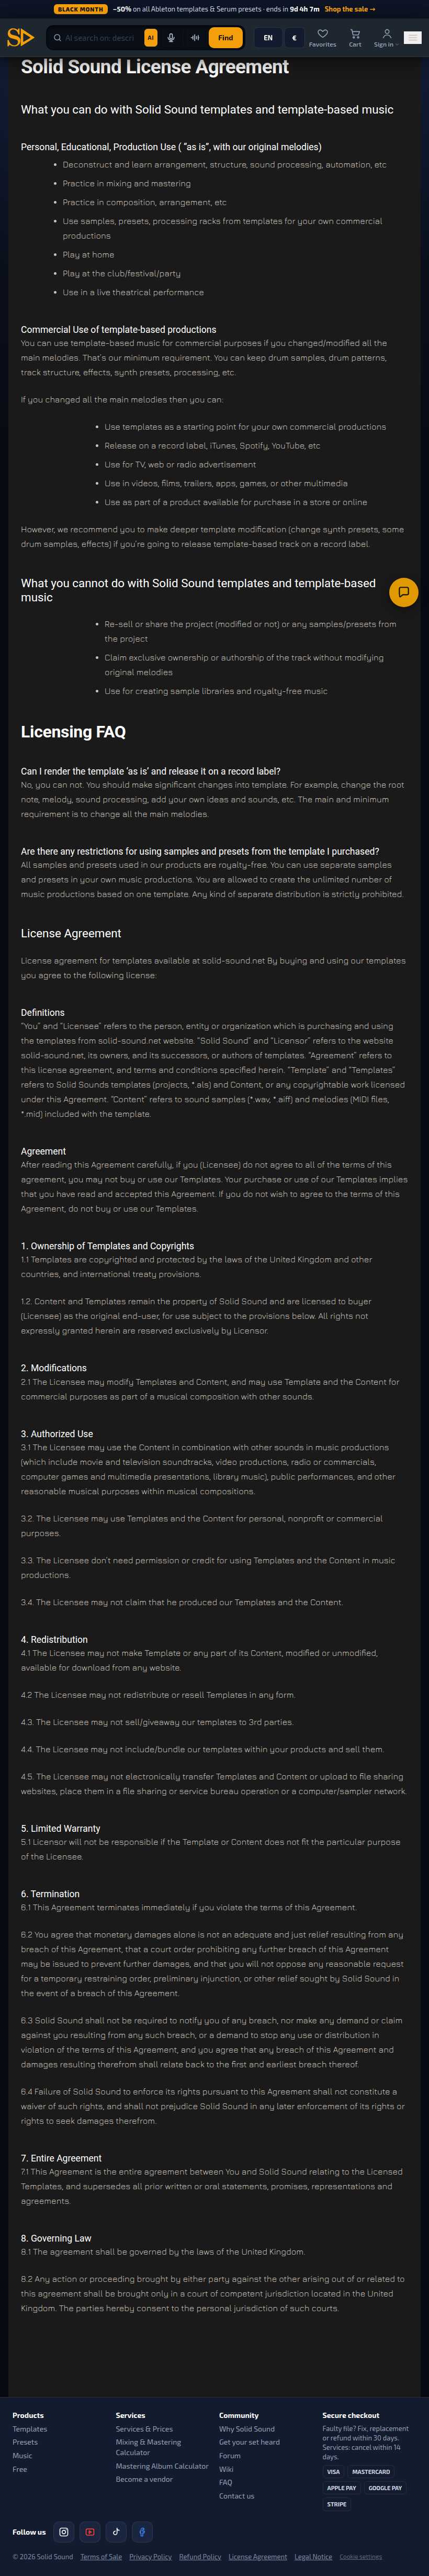 BLACK MONTH -50% on all Ableton templates & Serum presets · ends in 9d 4h 7m Shop the sale →
SD AI search on: descri AI Find EN € Favorites Cart Sign in
Solid Sound License Agreement
What you can do with Solid Sound templates and template-based music
Personal, Educational, Production Use ( “as is”, with our original melodies)
• Deconstruct and learn arrangement, structure, sound processing, automation, etc
• Practice in mixing and mastering
• Practice in composition, arrangement, etc
• Use samples, presets, processing racks from templates for your own commercial
productions
• Play at home
• Play at the club/festival/party
• Use in a live theatrical performance
Commercial Use of template-based productions
You can use template-based music for commercial purposes if you changed/modified all the
main melodies. That’s our minimum requirement. You can keep drum samples, drum patterns,
track structure, effects, synth presets, processing, etc.
If you changed all the main melodies then you can:
• Use templates as a starting point for your own commercial productions
• Release on a record label, iTunes, Spotify, YouTube, etc
• Use for TV, web or radio advertisement
• Use in videos, films, trailers, apps, games, or other multimedia
• Use as part of a product available for purchase in a store or online
However, we recommend you to make deeper template modification (change synth presets, some
drum samples, effects) if you’re going to release template-based track on a record label.
What you cannot do with Solid Sound templates and template-based
music
• Re-sell or share the project (modified or not) or any samples/presets from
the project
• Claim exclusive ownership or authorship of the track without modifying
original melodies
• Use for creating sample libraries and royalty-free music
Licensing FAQ
Can I render the template ‘as is’ and release it on a record label?
No, you can not. You should make significant changes into template. For example, change the root
note, melody, sound processing, add your own ideas and sounds, etc. The main and minimum
requirement is to change all the main melodies.
Are there any restrictions for using samples and presets from the template I purchased?
All samples and presets used in our products are royalty-free. You can use separate samples
and presets in your own music productions. You are allowed to create the unlimited number of
music productions based on one template. Any kind of separate distribution is strictly prohibited.
License Agreement
License agreement for templates available at solid-sound.net By buying and using our templates
you agree to the following license:
Definitions
“You” and “Licensee” refers to the person, entity or organization which is purchasing and using
the templates from solid-sound.net website. “Solid Sound” and “Licensor” refers to the website
solid-sound.net, its owners, and its successors, or authors of templates. “Agreement” refers to
this license agreement, and terms and conditions specified herein. “Template” and “Templates”
refers to Solid Sounds templates (projects, *.als) and Content, or any copyrightable work licensed
under this Agreement. “Content” refers to sound samples (*.wav, *.aiff) and melodies (MIDI files,
*.mid) included with the template.
Agreement
After reading this Agreement carefully, if you (Licensee) do not agree to all of the terms of this
agreement, you may not buy or use our Templates. Your purchase or use of our Templates implies
that you have read and accepted this Agreement. If you do not wish to agree to the terms of this
Agreement, do not buy or use our Templates.
1. Ownership of Templates and Copyrights
1.1 Templates are copyrighted and protected by the laws of the United Kingdom and other
countries, and international treaty provisions.
1.2. Content and Templates remain the property of Solid Sound and are licensed to buyer
(Licensee) as the original end-user, for use subject to the provisions below. All rights not
expressly granted herein are reserved exclusively by Licensor.
2. Modifications
2.1 The Licensee may modify Templates and Content, and may use Template and the Content for
commercial purposes as part of a musical composition with other sounds.
3. Authorized Use
3.1 The Licensee may use the Content in combination with other sounds in music productions
(which include movie and television soundtracks, video productions, radio or commercials,
computer games and multimedia presentations, library music), public performances, and other
reasonable musical purposes within musical compositions.
3.2. The Licensee may use Templates and the Content for personal, nonprofit or commercial
purposes.
3.3. The Licensee don’t need permission or credit for using Templates and the Content in music
productions.
3.4. The Licensee may not claim that he produced our Templates and the Content.
4. Redistribution
4.1 The Licensee may not make Template or any part of its Content, modified or unmodified,
available for download from any website.
4.2 The Licensee may not redistribute or resell Templates in any form.
4.3. The Licensee may not sell/giveaway our templates to 3rd parties.
4.4. The Licensee may not include/bundle our templates within your products and sell them.
4.5. The Licensee may not electronically transfer Templates and Content or upload to file sharing
websites, place them in a file sharing or service bureau operation or a computer/sampler network.
5. Limited Warranty
5.1 Licensor will not be responsible if the Template or Content does not fit the particular purpose
of the Licensee.
6. Termination
6.1 This Agreement terminates immediately if you violate the terms of this Agreement.
6.2 You agree that monetary damages alone is not an adequate and just relief resulting from any
breach of this Agreement, that a court order prohibiting any further breach of this Agreement
may be issued to prevent further damages, and that you will not oppose any reasonable request
for a temporary restraining order, preliminary injunction, or other relief sought by Solid Sound in
the event of a breach of this Agreement.
6.3 Solid Sound shall not be required to notify you of any breach, nor make any demand or claim
against you resulting from any such breach, or a demand to stop any use or distribution in
violation of the terms of this Agreement, and you agree that any breach of this Agreement and
damages resulting therefrom shall relate back to the first and earliest breach thereof.
6.4 Failure of Solid Sound to enforce its rights pursuant to this Agreement shall not constitute a
waiver of such rights, and shall not prejudice Solid Sound in any later enforcement of its rights or
rights to seek damages therefrom.
7. Entire Agreement
7.1 This Agreement is the entire agreement between You and Solid Sound relating to the Licensed
Templates, and supersedes all prior written or oral statements, promises, representations and
agreements.
8. Governing Law
8.1 The agreement shall be governed by the laws of the United Kingdom.
8.2 Any action or proceeding brought by either party against the other arising out of or related to
this agreement shall be brought only in a court of competent jurisdiction located in the United
Kingdom. The parties hereby consent to the personal jurisdiction of such courts.
Products
Templates
Presets
Music
Free
Services
Services & Prices
Mixing & Mastering
Calculator
Mastering Album Calculator
Become a vendor
Community
Why Solid Sound
Get your set heard
Forum
Wiki
FAQ
Contact us
Secure checkout
Faulty file? Fix, replacement
or refund within 30 days.
Services: cancel within 14
days.
VISA MASTERCARD
APPLE PAY GOOGLE PAY
STRIPE
Follow us
© 2026 Solid Sound Terms of Sale Privacy Policy Refund Policy License Agreement Legal Notice Cookie settings